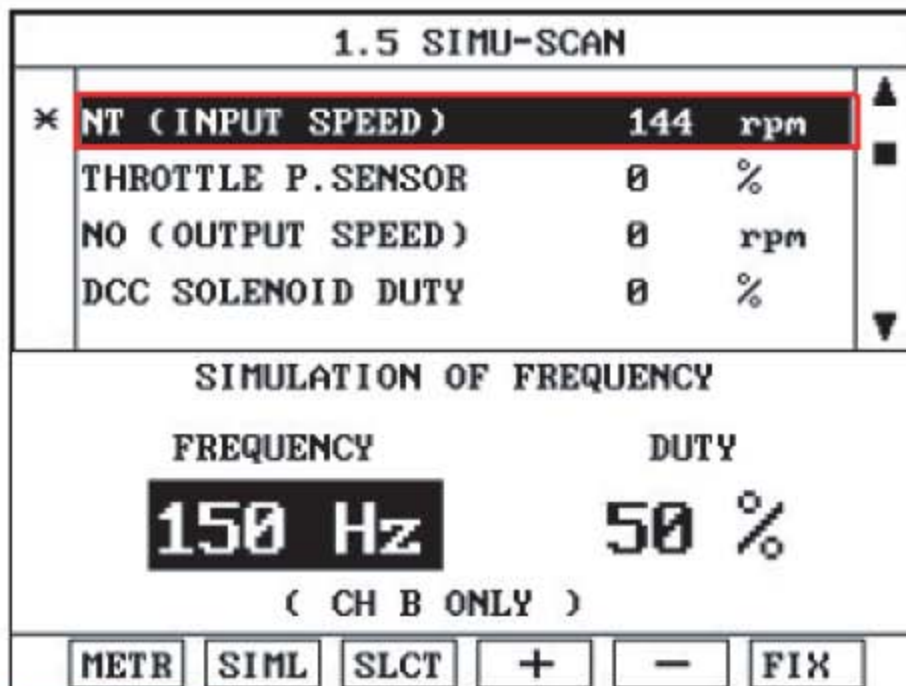 1.5 SIMU-SCAN
* NT (INPUT SPEED) 144 rpm
THROTTLE P.SENSOR 0 %
NO (OUTPUT SPEED) 0 rpm
DCC SOLENOID DUTY 0 %
SIMULATION OF FREQUENCY
FREQUENCY DUTY
150 Hz 50 %
( CH B ONLY )
METR SIML SLCT + - FIX